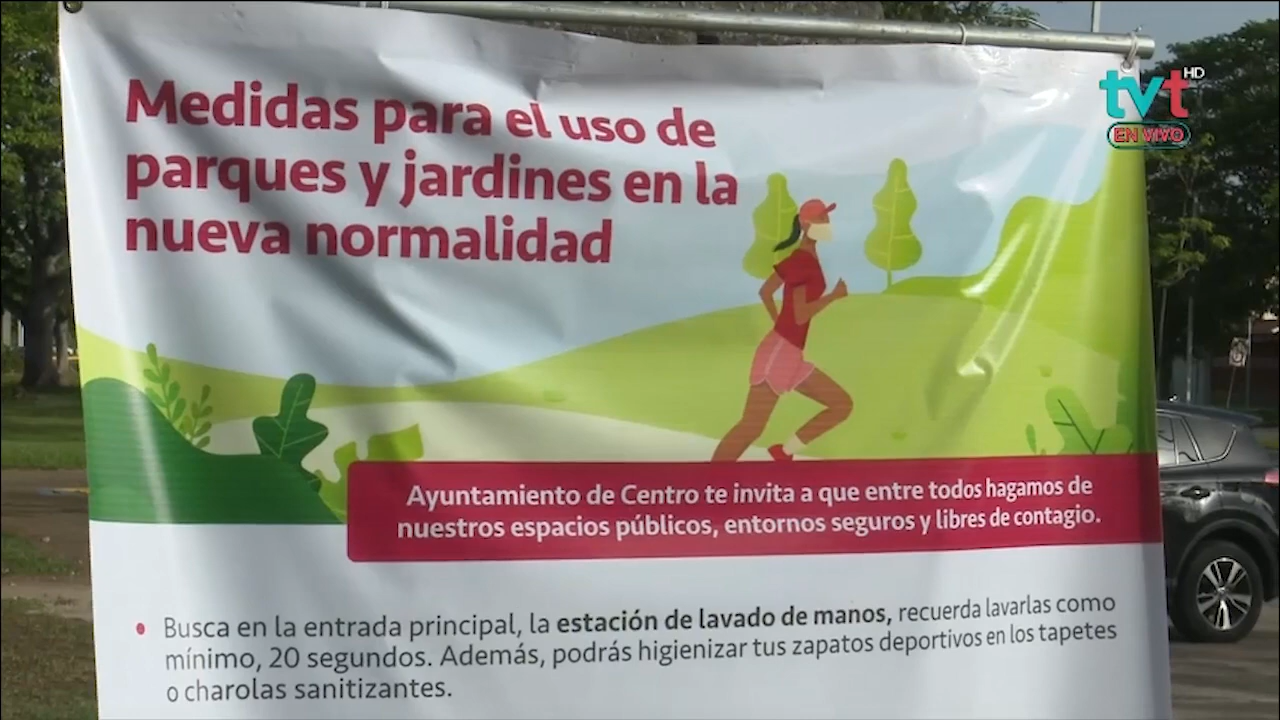 Medidas para el uso de
parques y jardines en la
nueva normalidad
tvt HD
EN VIVO
Ayuntamiento de Centro te invita a que entre todos hagamos de
nuestros espacios públicos, entornos seguros y libres de contagio.
• Busca en la entrada principal, la estación de lavado de manos, recuerda lavarlas como
mínimo, 20 segundos. Además, podrás higienizar tus zapatos deportivos en los tapetes
o charolas sanitizantes.